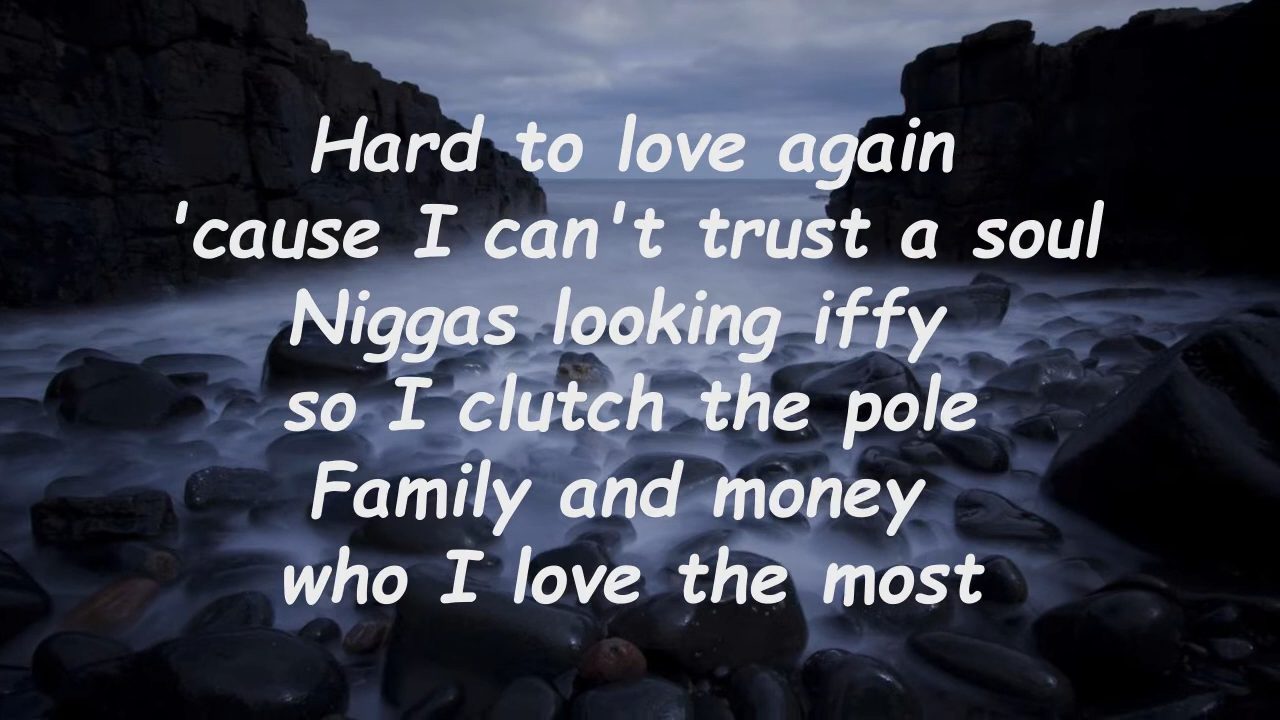 Hard to love again
'cause I can't trust a soul
Niggas looking iffy
so I clutch the pole
Family and money
who I love the most